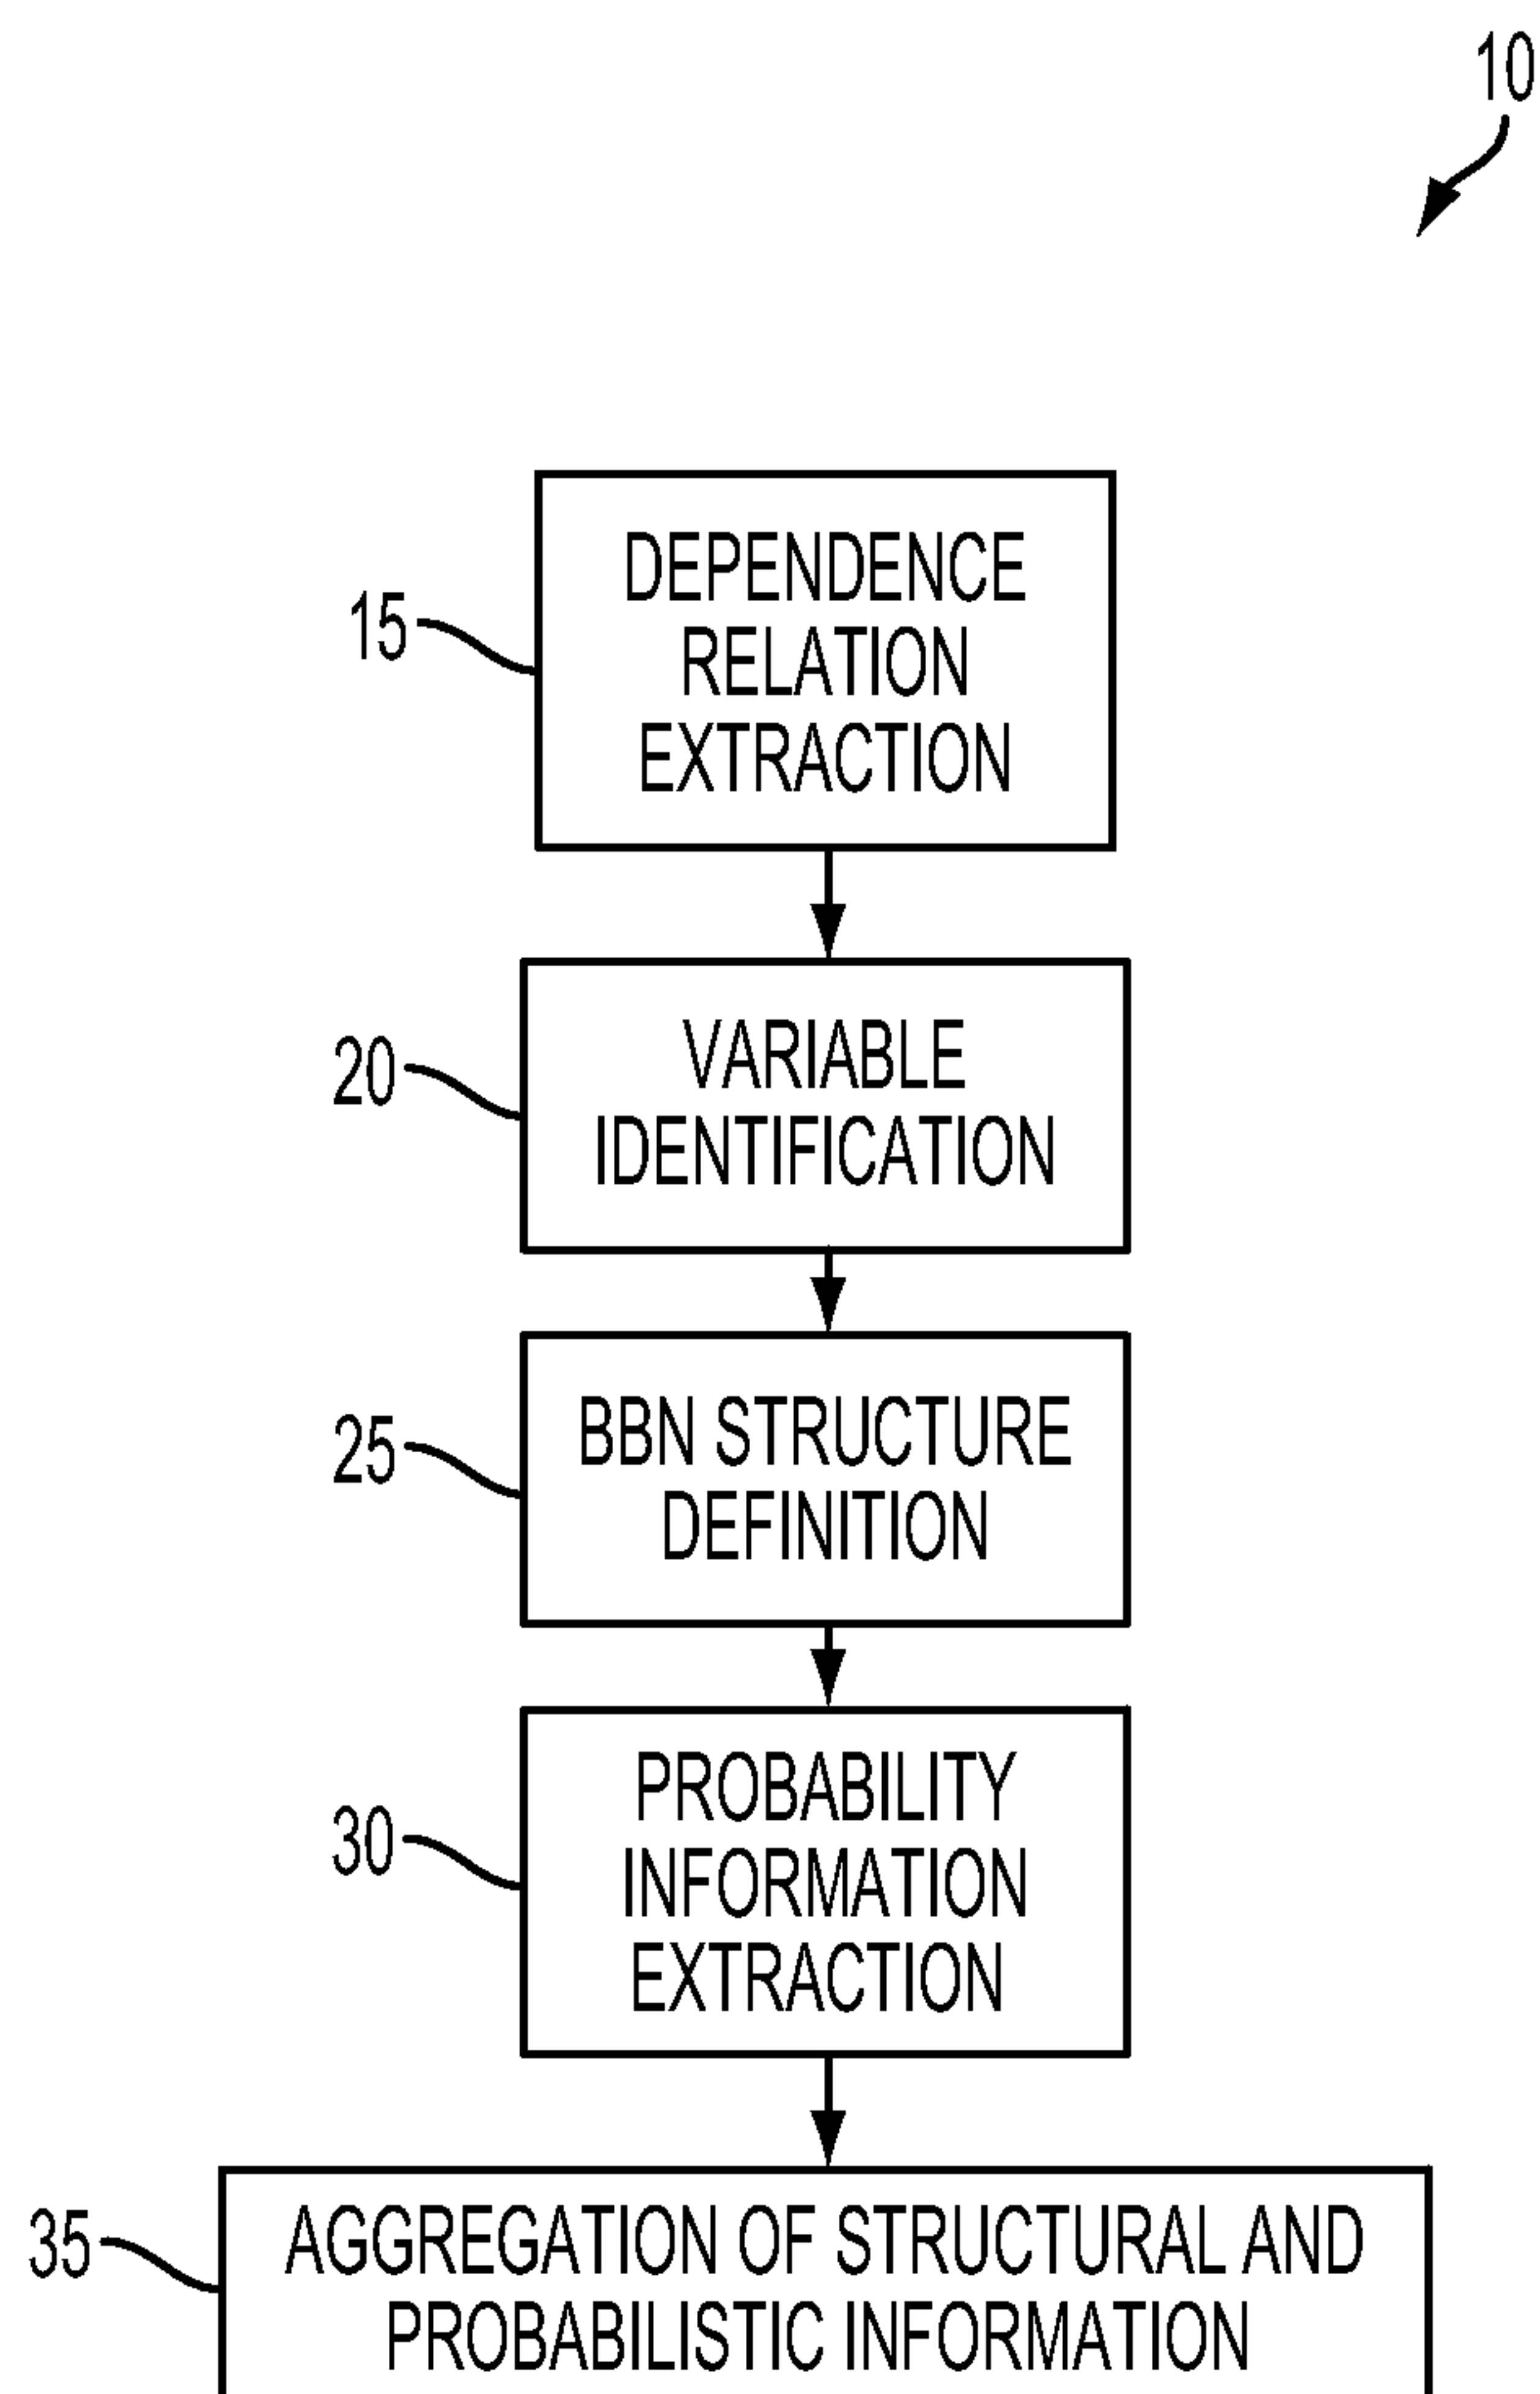 10
15
DEPENDENCE
RELATION
EXTRACTION
20
VARIABLE
IDENTIFICATION
25
BBN STRUCTURE
DEFINITION
30
PROBABILITY
INFORMATION
EXTRACTION
35
AGGREGATION OF STRUCTURAL AND
PROBABILISTIC INFORMATION